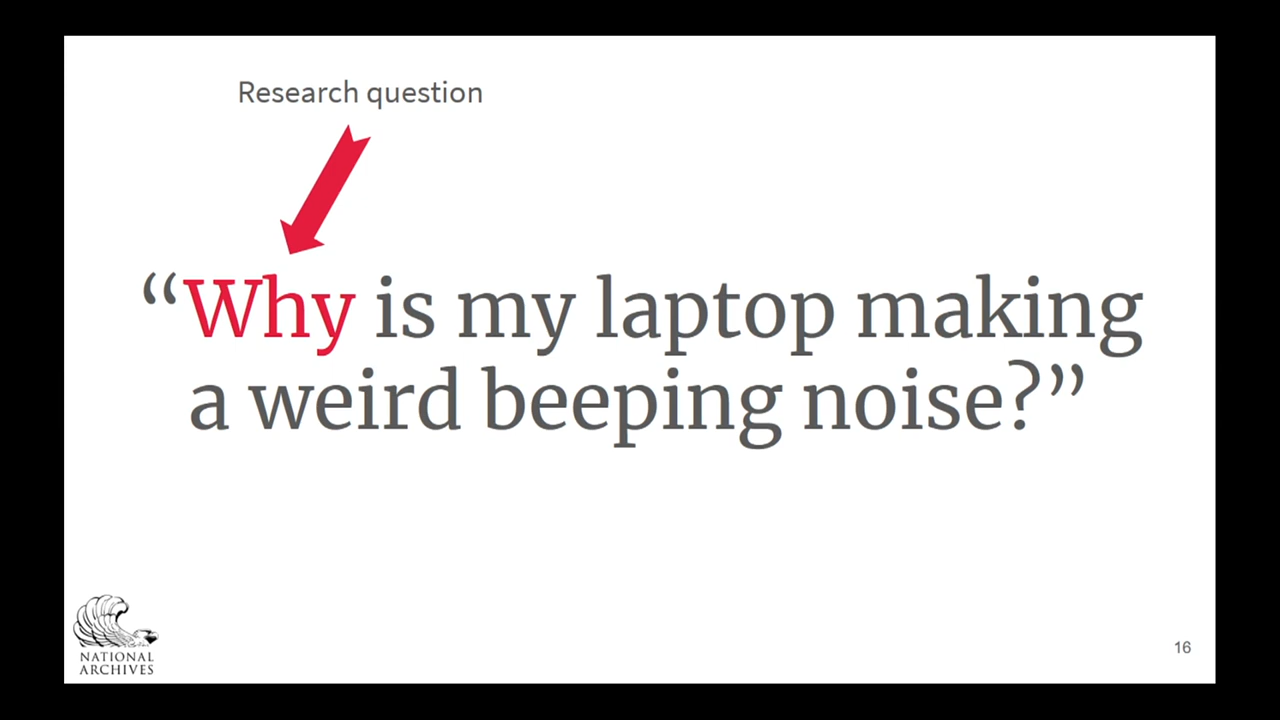 Research question
“Why is my laptop making
a weird beeping noise?”
NATIONAL
ARCHIVES
16